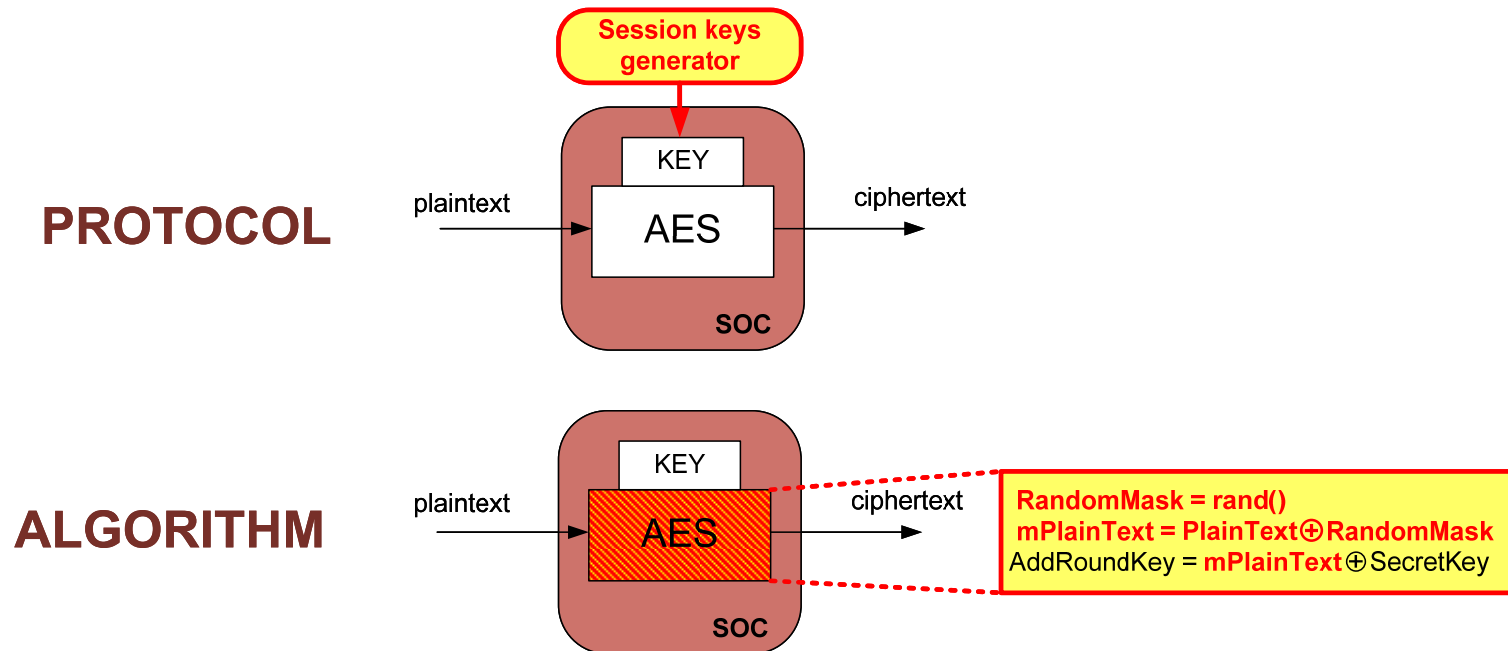 Session keys
generator
KEY
PROTOCOL
plaintext
AES
ciphertext
SOC
KEY
ALGORITHM
plaintext
AES
ciphertext
RandomMask = rand()
mPlainText = PlainText⊕RandomMask
AddRoundKey = mPlainText⊕SecretKey
SOC